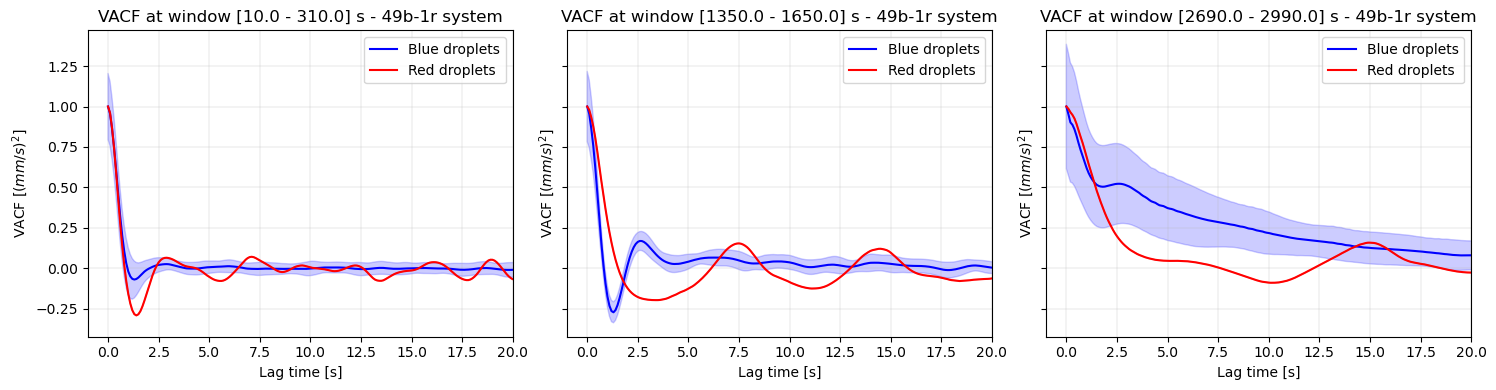 VACF at window [10.0 - 310.0] s - 49b-1r system
VACF [(mm/s)²]
1.25
1.00
0.75
0.50
0.25
0.00
−0.25
0.0 2.5 5.0 7.5 10.0 12.5 15.0 17.5 20.0
Lag time [s]
Blue droplets
Red droplets
VACF at window [1350.0 - 1650.0] s - 49b-1r system
VACF [(mm/s)²]
0.0 2.5 5.0 7.5 10.0 12.5 15.0 17.5 20.0
Lag time [s]
Blue droplets
Red droplets
VACF at window [2690.0 - 2990.0] s - 49b-1r system
VACF [(mm/s)²]
0.0 2.5 5.0 7.5 10.0 12.5 15.0 17.5 20.0
Lag time [s]
Blue droplets
Red droplets